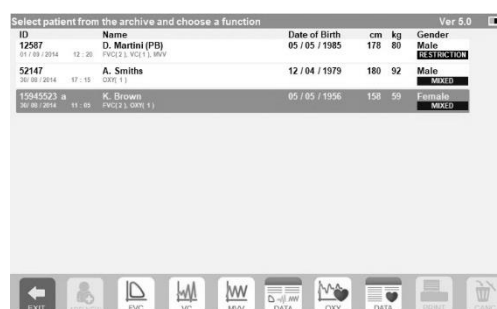 Select patient from the archive and choose a function Ver 5.0
ID Name Date of Birth cm kg Gender
12587 D. Martini (PB) 05 / 05 / 1985 178 80 Male
01 / 09 / 2014 12 : 20 FVC( 2 ), VC( 1 ), MVV RESTRICTION
52147 A. Smiths 12 / 04 / 1979 180 92 Male
30/ 08 / 2014 17 : 15 OXY( 1 ) MIXED
15945523 a K. Brown 05 / 05 / 1956 158 59 Female
30/ 08 / 2014 11 : 05 FVC( 2 ), OXY( 1 ) MIXED
EXIT FVC VC MVV DATA OXY DATA PRINT